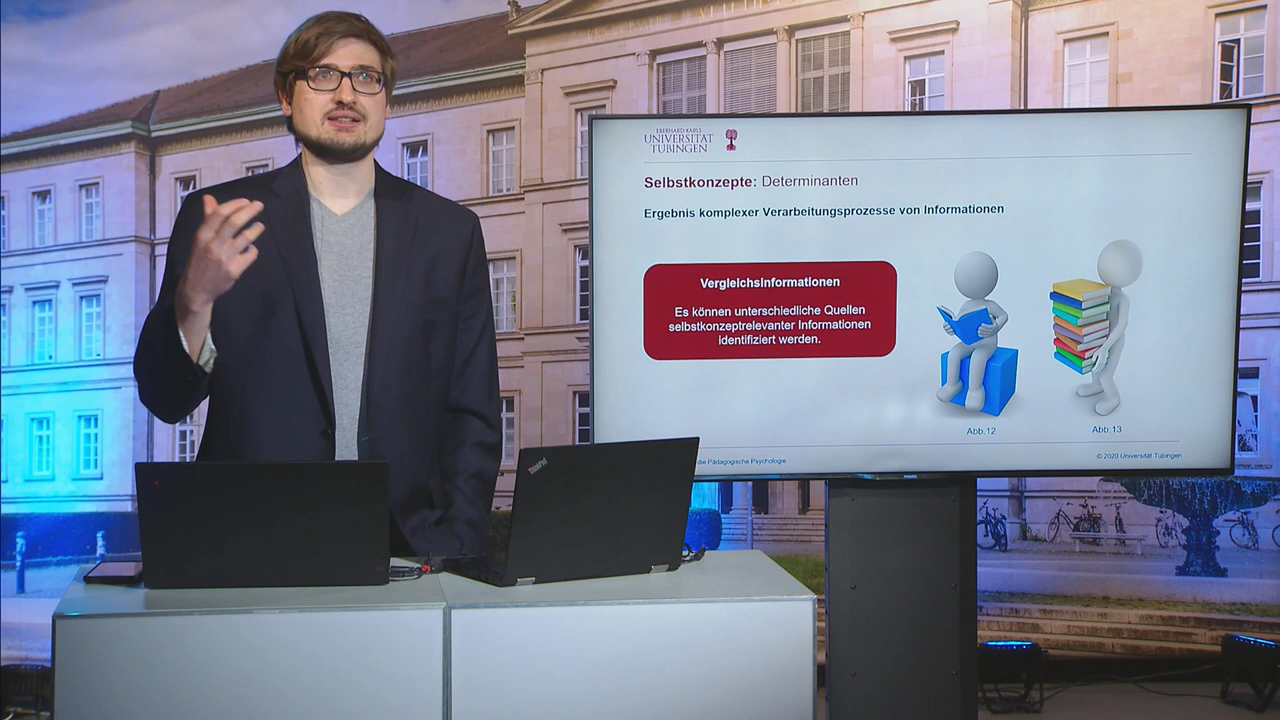 EBERHARD KARLS
UNIVERSITÄT
TÜBINGEN
Selbstkonzepte: Determinanten
Ergebnis komplexer Verarbeitungsprozesse von Informationen
Vergleichsinformationen
Es können unterschiedliche Quellen
selbstkonzeptrelevanter Informationen
identifiziert werden.
Abb.12
Abb.13
die Pädagogische Psychologie
© 2020 Universität Tübingen
ThinkPad